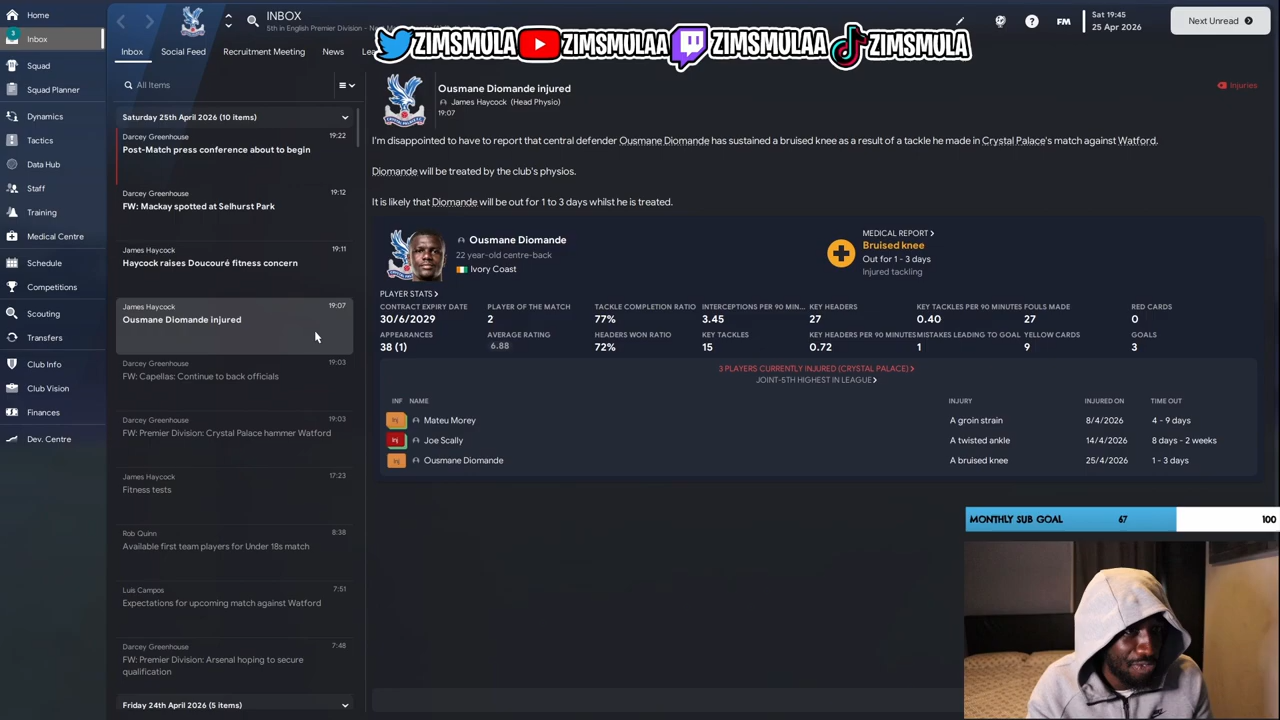 Home
Inbox
3
Squad
Squad Planner
Dynamics
Tactics
Data Hub
Staff
Training
Medical Centre
Schedule
Competitions
Scouting
Transfers
Club Info
Club Vision
Finances
Dev. Centre
INBOX
5th in English Premier Division -
Inbox
Social Feed
Recruitment Meeting
News
ZIMSMULA
ZIMSMULAA
ZIMSMULAA
ZIMSMULA
FM
Sat 19:45
25 Apr 2026
Next Unread
All Items
Saturday 25th April 2026 (10 items)
Darcey Greenhouse
19:22
Post-Match press conference about to begin
Darcey Greenhouse
19:12
FW: Mackay spotted at Selhurst Park
James Haycock
19:11
Haycock raises Doucouré fitness concern
James Haycock
19:07
Ousmane Diomande injured
Darcey Greenhouse
19:03
FW: Capellas: Continue to back officials
Darcey Greenhouse
19:03
FW: Premier Division: Crystal Palace hammer Watford
James Haycock
17:23
Fitness tests
Rob Quinn
8:38
Available first team players for Under 18s match
Luis Campos
7:51
Expectations for upcoming match against Watford
Darcey Greenhouse
7:48
FW: Premier Division: Arsenal hoping to secure
qualification
Friday 24th April 2026 (5 items)
Ousmane Diomande injured
James Haycock (Head Physio)
19:07
Injuries
I'm disappointed to have to report that central defender Ousmane Diomande has sustained a bruised knee as a result of a tackle he made in Crystal Palace's match against Watford.
Diomande will be treated by the club's physios.
It is likely that Diomande will be out for 1 to 3 days whilst he is treated.
Ousmane Diomande
22 year-old centre-back
Ivory Coast
MEDICAL REPORT
Bruised knee
Out for 1 - 3 days
Injured tackling
PLAYER STATS
CONTRACT EXPIRY DATE
30/6/2029
PLAYER OF THE MATCH
2
TACKLE COMPLETION RATIO
77%
INTERCEPTIONS PER 90 MIN...
3.45
KEY HEADERS
27
KEY TACKLES PER 90 MINUTES
0.40
FOULS MADE
27
RED CARDS
0
APPEARANCES
38 (1)
AVERAGE RATING
6.88
HEADERS WON RATIO
72%
KEY TACKLES
15
KEY HEADERS PER 90 MINUTES
0.72
MISTAKES LEADING TO GOAL
1
YELLOW CARDS
9
GOALS
3
3 PLAYERS CURRENTLY INJURED (CRYSTAL PALACE)
JOINT-5TH HIGHEST IN LEAGUE
INF NAME INJURY INJURED ON TIME OUT
Inj Mateu Morey A groin strain 8/4/2026 4 - 9 days
Inj Joe Scally A twisted ankle 14/4/2026 8 days - 2 weeks
Inj Ousmane Diomande A bruised knee 25/4/2026 1 - 3 days
MONTHLY SUB GOAL 67 100